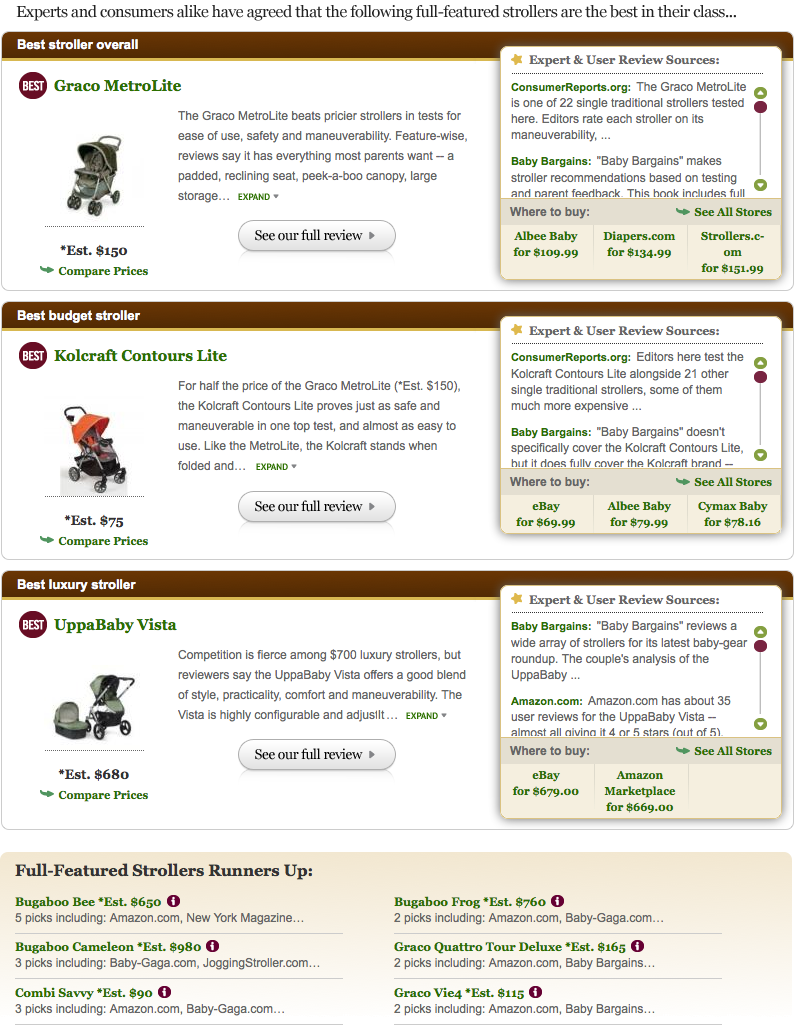 Experts and consumers alike have agreed that the following full-featured strollers are the best in their class...
Best stroller overall
BEST Graco MetroLite
The Graco MetroLite beats pricier strollers in tests for
ease of use, safety and maneuverability. Feature-wise,
reviews say it has everything most parents want -- a
padded, reclining seat, peek-a-boo canopy, large
storage... EXPAND
See our full review
*Est. $150
Compare Prices
Expert & User Review Sources:
ConsumerReports.org: The Graco MetroLite
is one of 22 single traditional strollers tested
here. Editors rate each stroller on its
maneuverability, ...
Baby Bargains: "Baby Bargains" makes
stroller recommendations based on testing
and parent feedback. This book includes full
Where to buy: See All Stores
Albee Baby
for $109.99
Diapers.com
for $134.99
Strollers.c-
om
for $151.99
Best budget stroller
BEST Kolcraft Contours Lite
For half the price of the Graco MetroLite (*Est. $150),
the Kolcraft Contours Lite proves just as safe and
maneuverable in one top test, and almost as easy to
use. Like the MetroLite, the Kolcraft stands when
folded and... EXPAND
See our full review
*Est. $75
Compare Prices
Expert & User Review Sources:
ConsumerReports.org: Editors here test the
Kolcraft Contours Lite alongside 21 other
single traditional strollers, some of them
much more expensive ...
Baby Bargains: "Baby Bargains" doesn't
specifically cover the Kolcraft Contours Lite,
but it does fully cover the Kolcraft brand --
Where to buy: See All Stores
eBay
for $69.99
Albee Baby
for $79.99
Cymax Baby
for $78.16
Best luxury stroller
BEST UppaBaby Vista
Competition is fierce among $700 luxury strollers, but
reviewers say the UppaBaby Vista offers a good blend
of style, practicality, comfort and maneuverability. The
Vista is highly configurable and adjuslIt... EXPAND
See our full review
*Est. $680
Compare Prices
Expert & User Review Sources:
Baby Bargains: "Baby Bargains" reviews a
wide array of strollers for its latest baby-gear
roundup. The couple's analysis of the
UppaBaby ...
Amazon.com: Amazon.com has about 35
user reviews for the UppaBaby Vista --
almost all giving it 4 or 5 stars (out of 5).
Where to buy: See All Stores
eBay
for $679.00
Amazon
Marketplace
for $669.00
Full-Featured Strollers Runners Up:
Bugaboo Bee *Est. $650
5 picks including: Amazon.com, New York Magazine...
Bugaboo Cameleon *Est. $980
3 picks including: Baby-Gaga.com, JoggingStroller.com...
Combi Savvy *Est. $90
3 picks including: Amazon.com, Baby-Gaga.com...
Bugaboo Frog *Est. $760
2 picks including: Amazon.com, Baby-Gaga.com...
Graco Quattro Tour Deluxe *Est. $165
2 picks including: Amazon.com, Baby Bargains...
Graco Vie4 *Est. $115
2 picks including: Amazon.com, Baby Bargains...